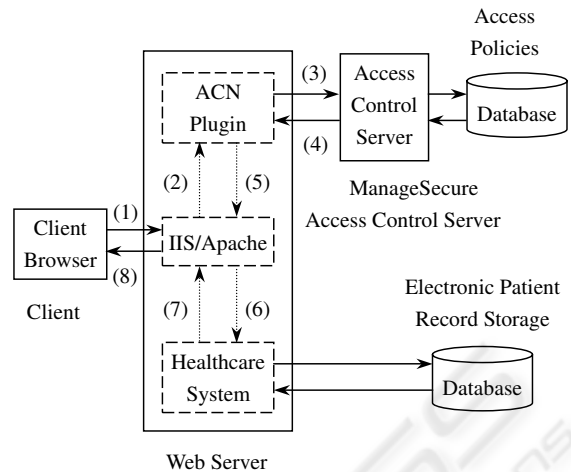 Access
Policies
ACN
Plugin
(3)
(4)
Access
Control
Server
Database
(2)
(5)
ManageSecure
Access Control Server
Client
Browser
(1)
(8)
IIS/Apache
Client
(7)
(6)
Electronic Patient
Record Storage
Healthcare
System
Database
Web Server